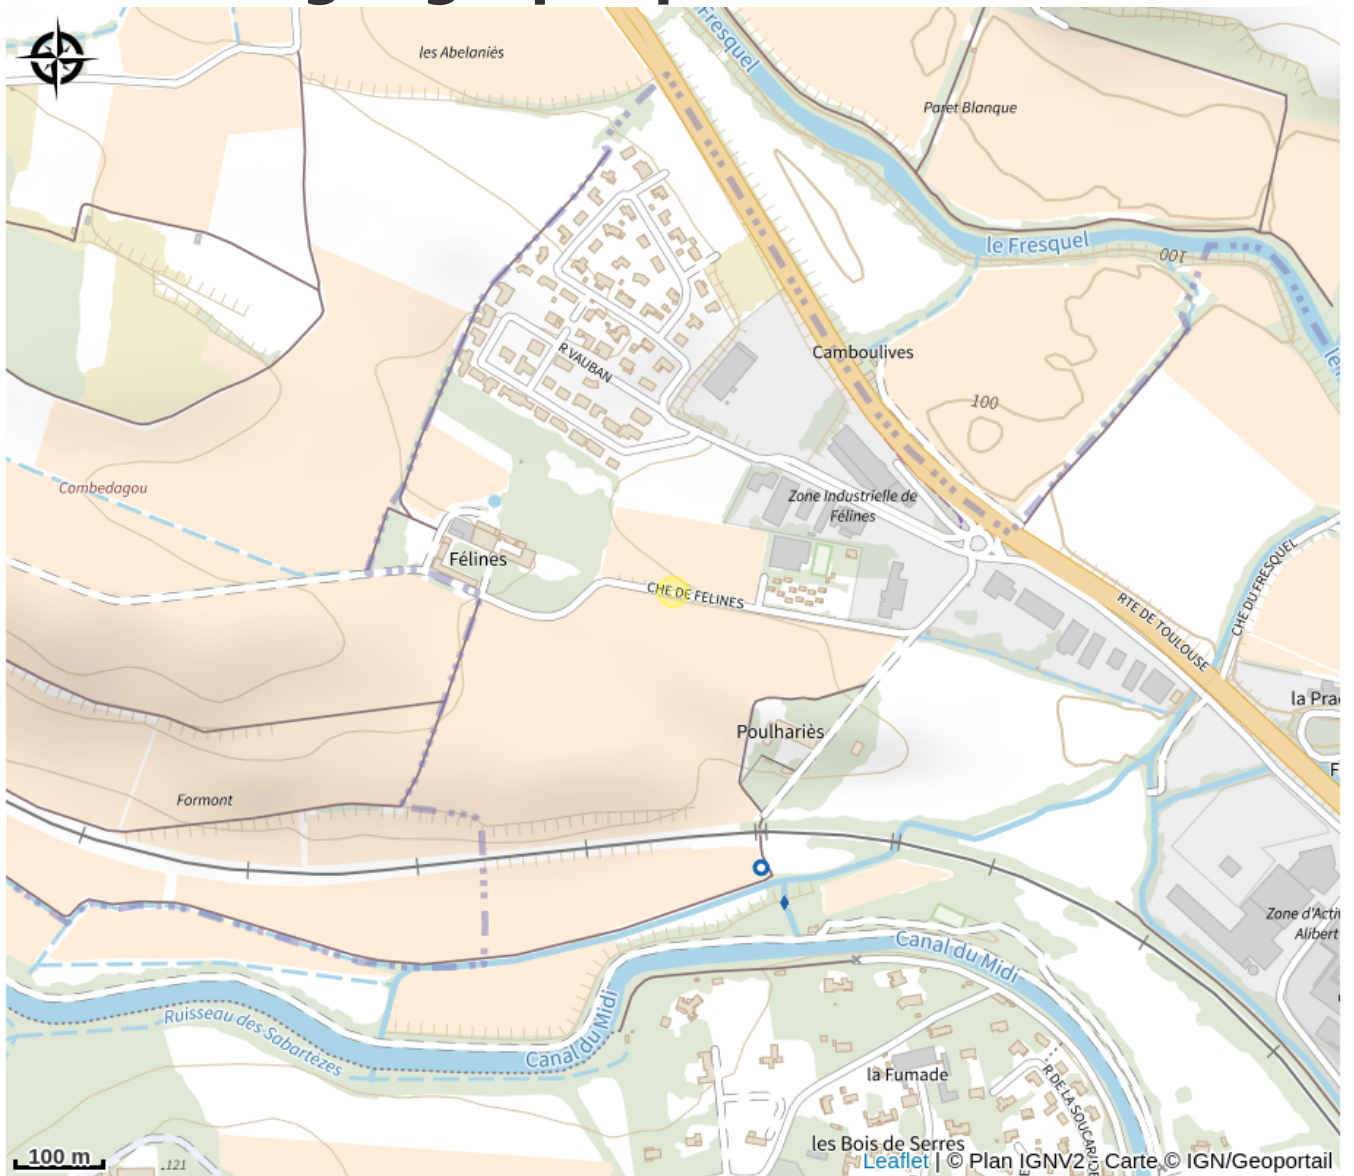 les Abelaniès
Fresquel
Paret Blanque
le Fresquel
100
Camboulives
R VAUBAN
100
Combedagou
Zone Industrielle de
Félines
Félines
CHE DE FELINES
CHE DU FRESQUEL
RTE DE TOULOUSE
la Pra
Poulhariès
F
Formont
Zone d'Acti
Alibert
Canal du Midi
Ruisseau des Sabartèzes
Canal du Midi
la Fumade
R DE LA SOUCARI
les Bois de Serres
100 m
.121
Leaflet | © Plan IGNV2 - Carte © IGN/Geoportail